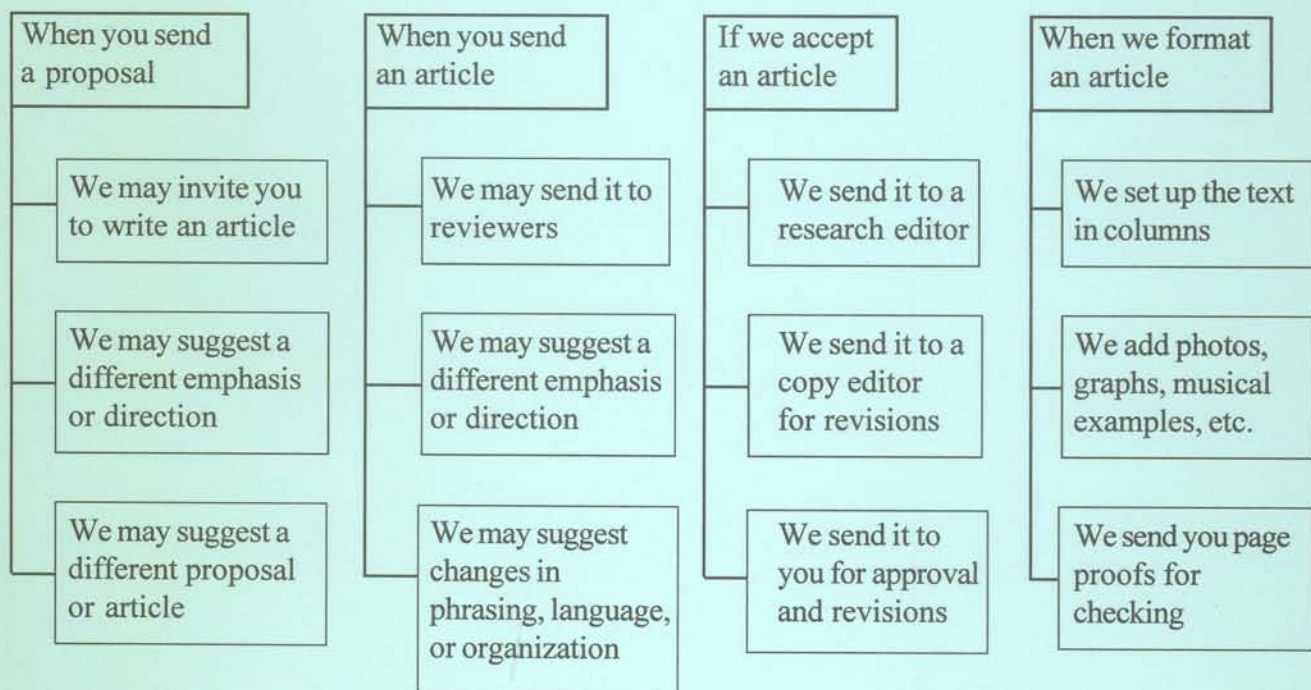 When you send
a proposal
We may invite you
to write an article
We may suggest a
different emphasis
or direction
We may suggest a
different proposal
or article
When you send
an article
We may send it to
reviewers
We may suggest a
different emphasis
or direction
We may suggest
changes in
phrasing, language,
or organization
If we accept
an article
We send it to a
research editor
We send it to a
copy editor
for revisions
We send it to
you for approval
and revisions
When we format
an article
We set up the text
in columns
We add photos,
graphs, musical
examples, etc.
We send you page
proofs for
checking